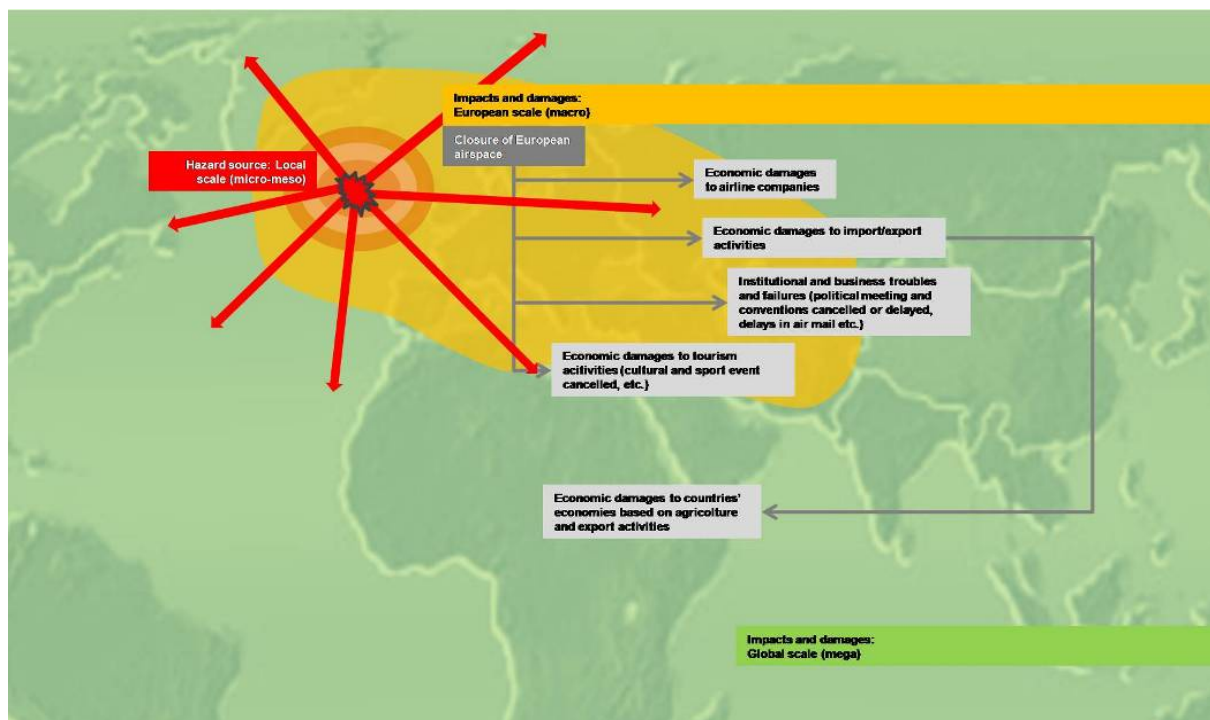 Impacts and damages:
European scale (macro}
Closure of European
airspace
Hazard source: Local
scale (micro-meso)
Economic damages
to airline companies
Economic damages to import/export
activities
Institutional and business troubles
and failures (political meeting and
conventions cancelled or delayed,
delays in air mail etc.}
Economic damages to tourism
acitivities (cultural and sport event
cancelled, etc.}
Economic damages to countries'
economies based on agricolture
and export activities
Impacts and damages:
Global scale (mega}